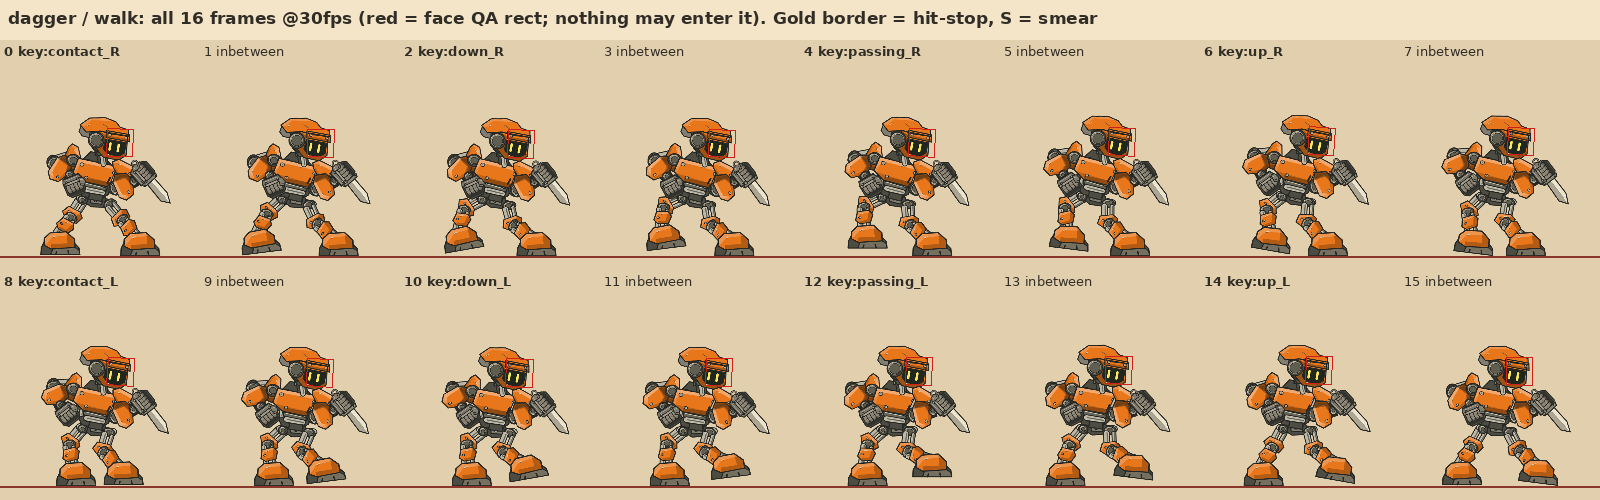 dagger / walk: all 16 frames @30fps (red = face QA rect; nothing may enter it). Gold border = hit-stop, S = smear
0 key:contact_R 1 inbetween 2 key:down_R 3 inbetween 4 key:passing_R 5 inbetween 6 key:up_R 7 inbetween
8 key:contact_L 9 inbetween 10 key:down_L 11 inbetween 12 key:passing_L 13 inbetween 14 key:up_L 15 inbetween